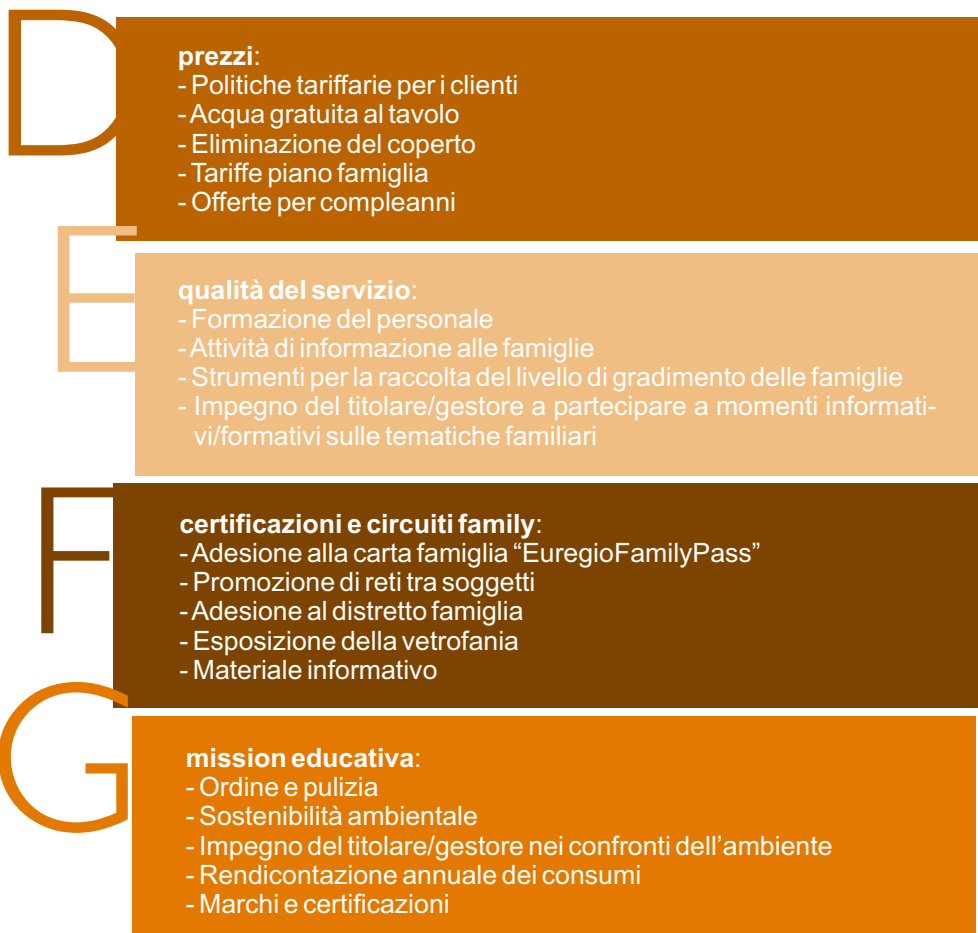 D
prezzi:
- Politiche tariffarie per i clienti
- Acqua gratuita al tavolo
- Eliminazione del coperto
- Tariffe piano famiglia
- Offerte per compleanni
E
qualità del servizio:
- Formazione del personale
- Attività di informazione alle famiglie
- Strumenti per la raccolta del livello di gradimento delle famiglie
- Impegno del titolare/gestore a partecipare a momenti informati-
vi/formativi sulle tematiche familiari
F
certificazioni e circuiti family:
- Adesione alla carta famiglia “EuregioFamilyPass”
- Promozione di reti tra soggetti
- Adesione al distretto famiglia
- Esposizione della vetrofania
- Materiale informativo
G
mission educativa:
- Ordine e pulizia
- Sostenibilità ambientale
- Impegno del titolare/gestore nei confronti dell’ambiente
- Rendicontazione annuale dei consumi
- Marchi e certificazioni